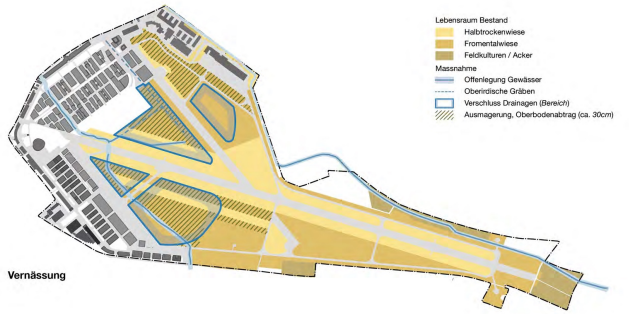 Lebensraum Bestand
Halbtrockenwiese
Fromentalwiese
Feldkulturen / Acker
Massnahme
Offenlegung Gewässer
Oberirdische Gräben
Verschluss Drainagen (Bereich)
Ausmagerung, Oberbodenabtrag (ca. 30cm)
Vernässung